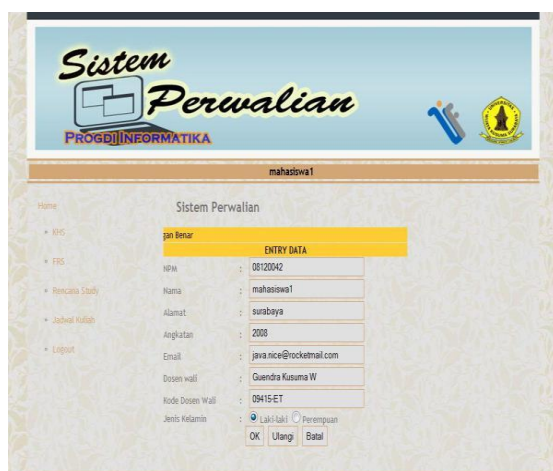 Sistem
Perwalian
PROGDI INFORMATIKA
mahasiswa1
Home
Sistem Perwalian
KHS
FRS
Rencana Study
Jadwal Kuliah
Logout
gan Benar
ENTRY DATA
NPM : 08120042
Nama : mahasiswa1
Alamat : surabaya
Angkatan : 2008
Email : java.nice@rocketmail.com
Dosen wali : Guendra Kusuma W
Kode Dosen Wali : 09415-ET
Jenis Kelamin : Laki-laki Perempuan
OK Ulangi Batal